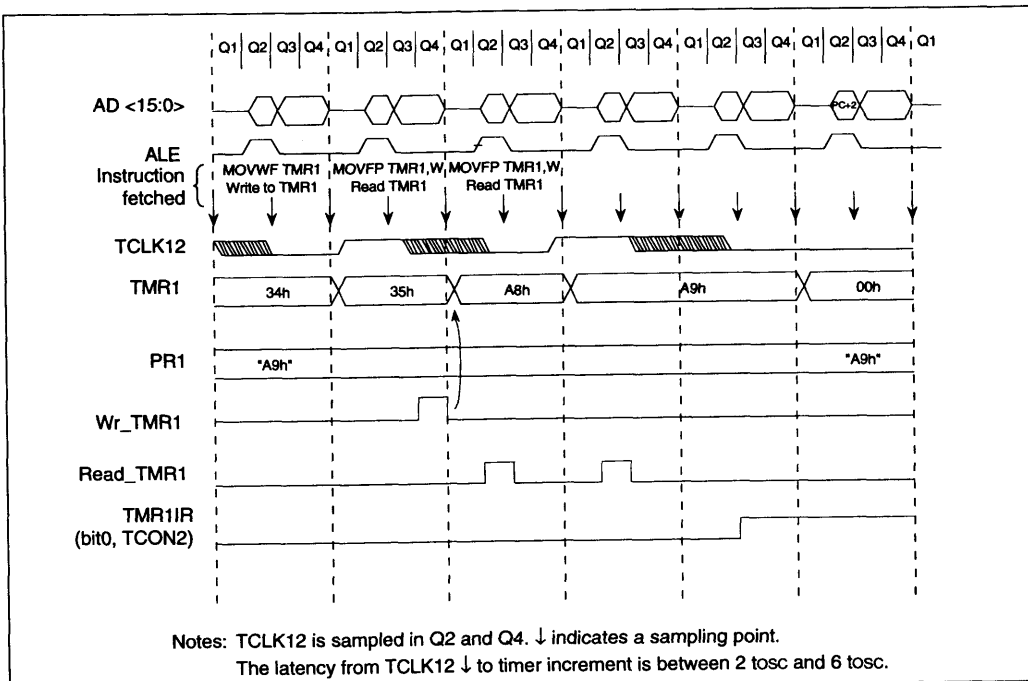 Q1 Q2 Q3 Q4 Q1 Q2 Q3 Q4 Q1 Q2 Q3 Q4 Q1 Q2 Q3 Q4 Q1 Q2 Q3 Q4 Q1 Q2 Q3 Q4 Q1
AD <15:0>
PC+2
ALE
Instruction
fetched
MOVWF TMR1
Write to TMR1
MOVFP TMR1,W
Read TMR1
MOVFP TMR1,W
Read TMR1
TCLK12
TMR1
34h 35h A8h A9h 00h
PR1
"A9h" "A9h"
Wr_TMR1
Read_TMR1
TMR1IR
(bit0, TCON2)
Notes: TCLK12 is sampled in Q2 and Q4. ↓ indicates a sampling point.
The latency from TCLK12 ↓ to timer increment is between 2 tosc and 6 tosc.